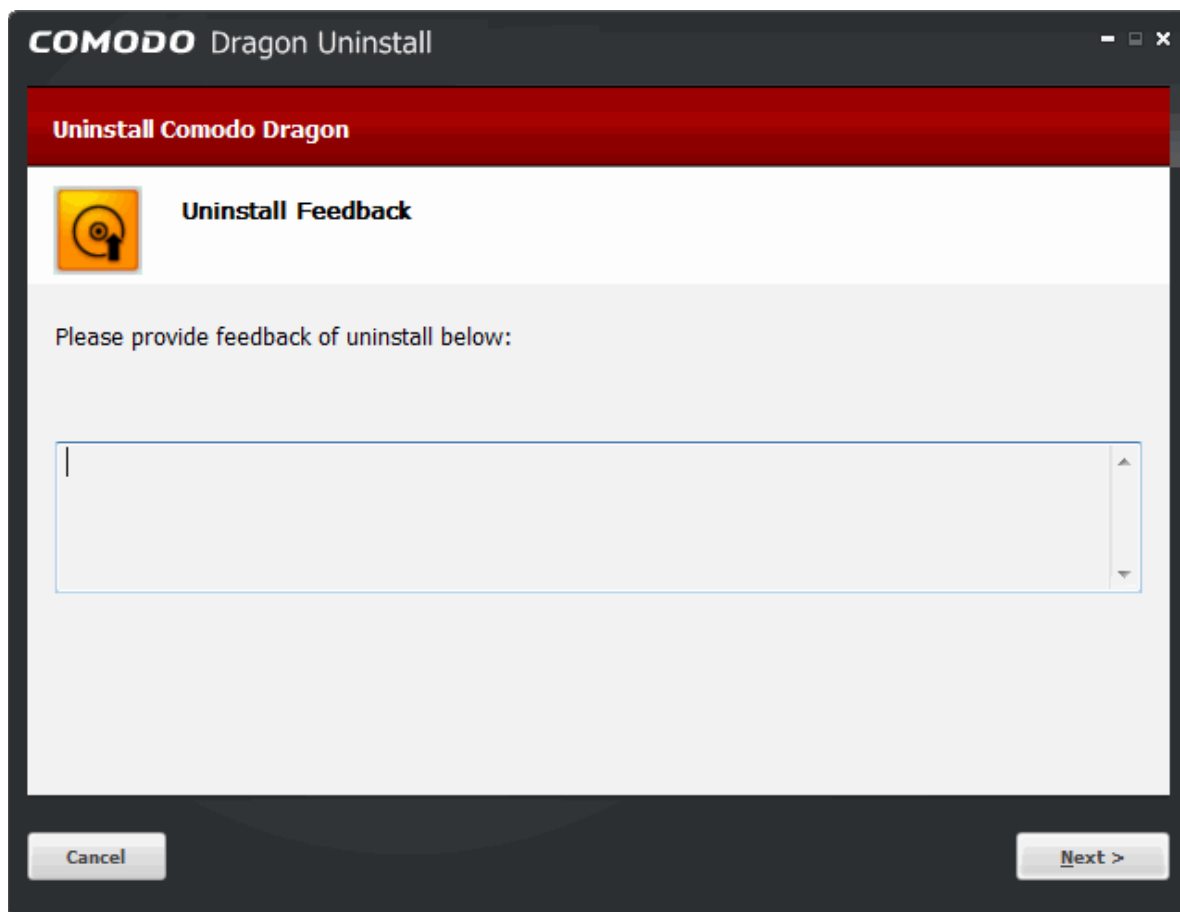 COMODO Dragon Uninstall
Uninstall Comodo Dragon
Uninstall Feedback
Please provide feedback of uninstall below:
Cancel
Next >